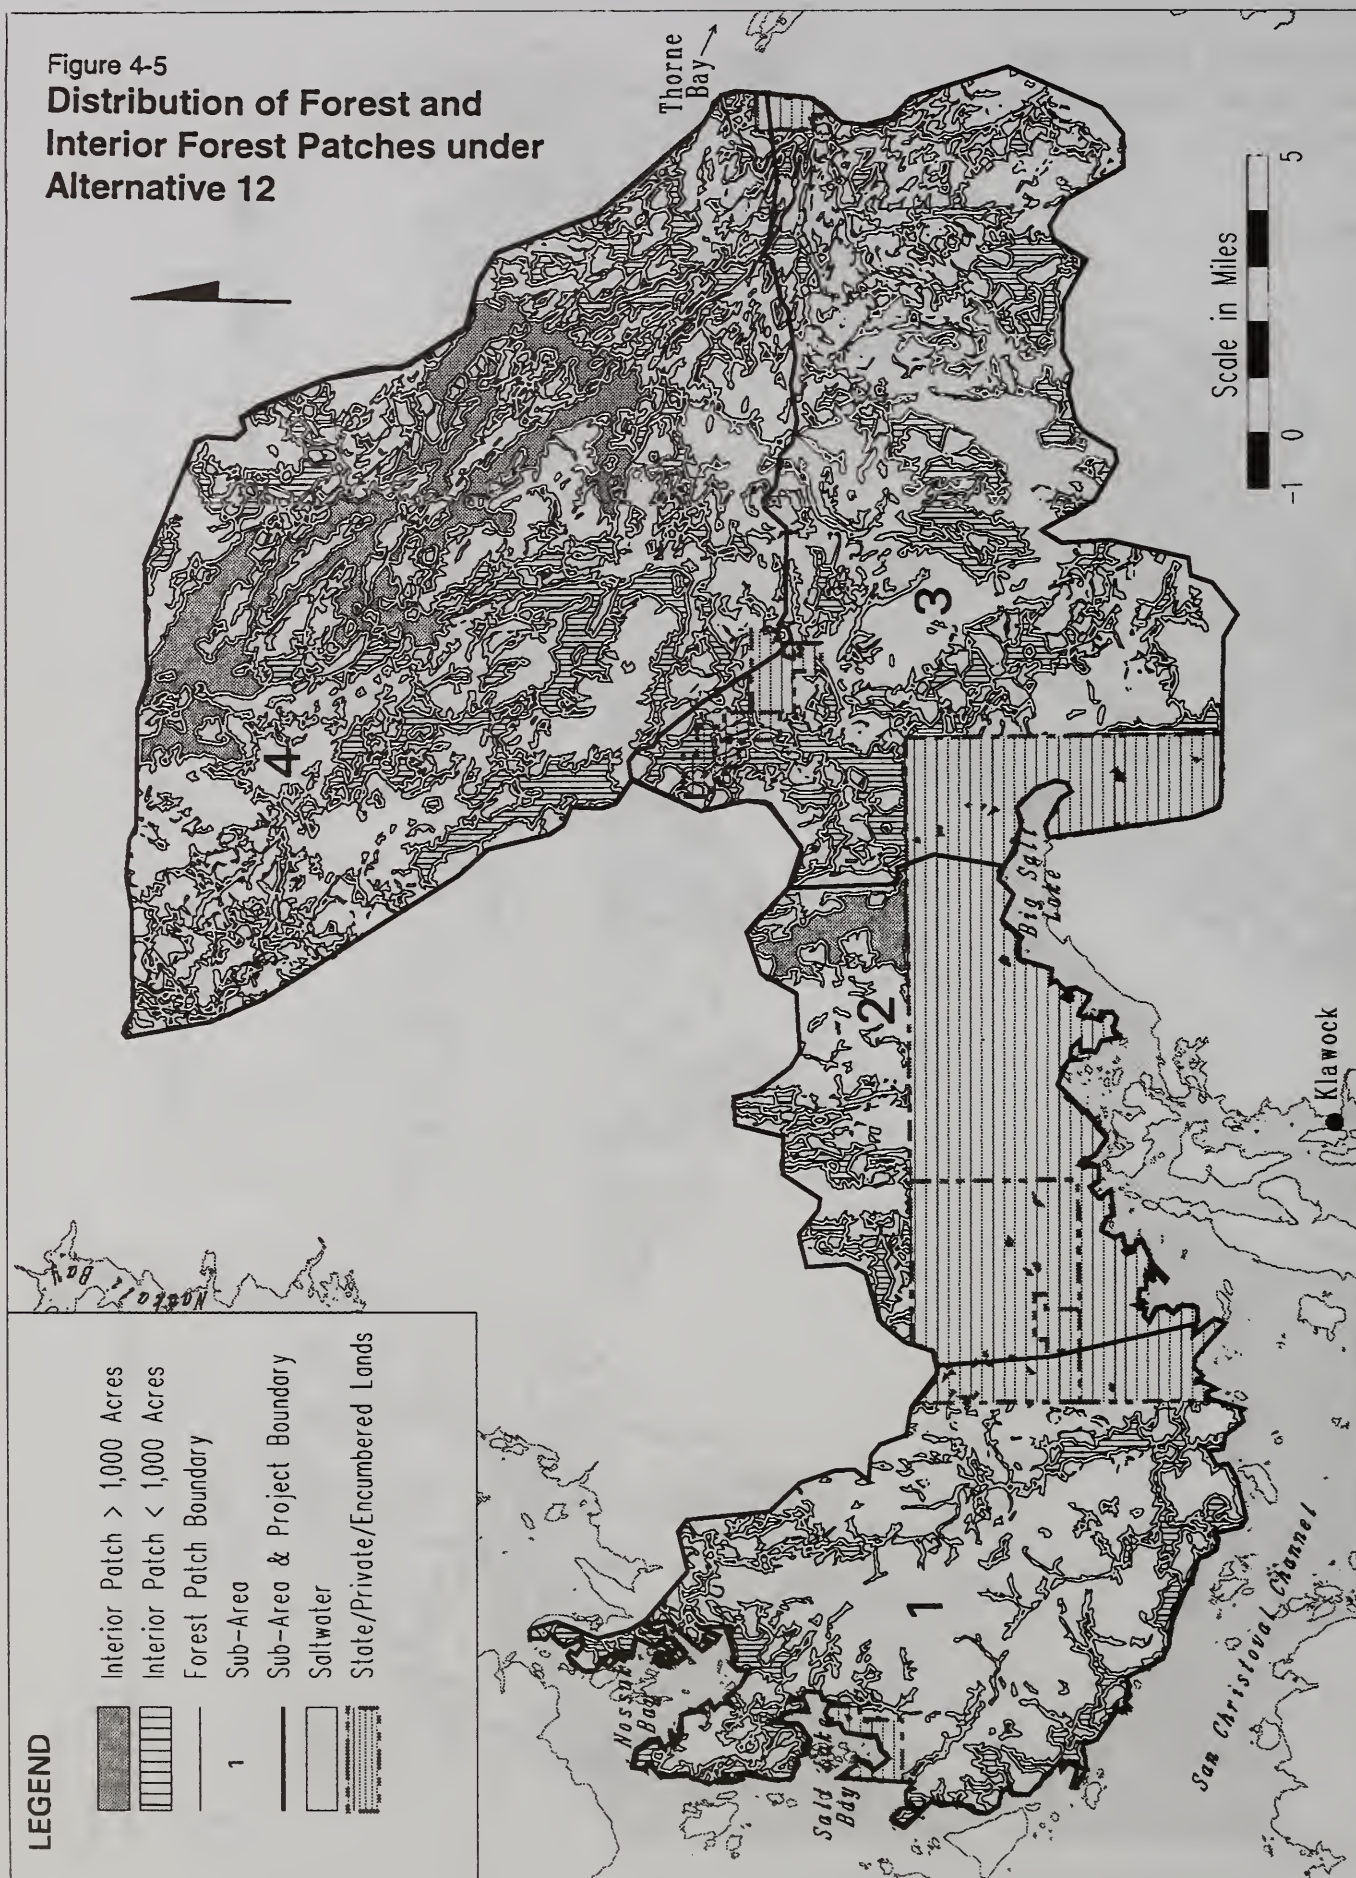 Figure 4-5
Distribution of Forest and
Interior Forest Patches under
Alternative 12
Thorne
Bay
Scale in Miles
-1 0 5
4
3
2
1
Big Salt
Lake
Klawock
San Christoval Channel
Nossuk
Bay
Salt Lake
Bay
Naukati
Bay
LEGEND
Interior Patch > 1,000 Acres
Interior Patch < 1,000 Acres
Forest Patch Boundary
1 Sub-Area
Sub-Area & Project Boundary
Saltwater
State/Private/Encumbered Lands